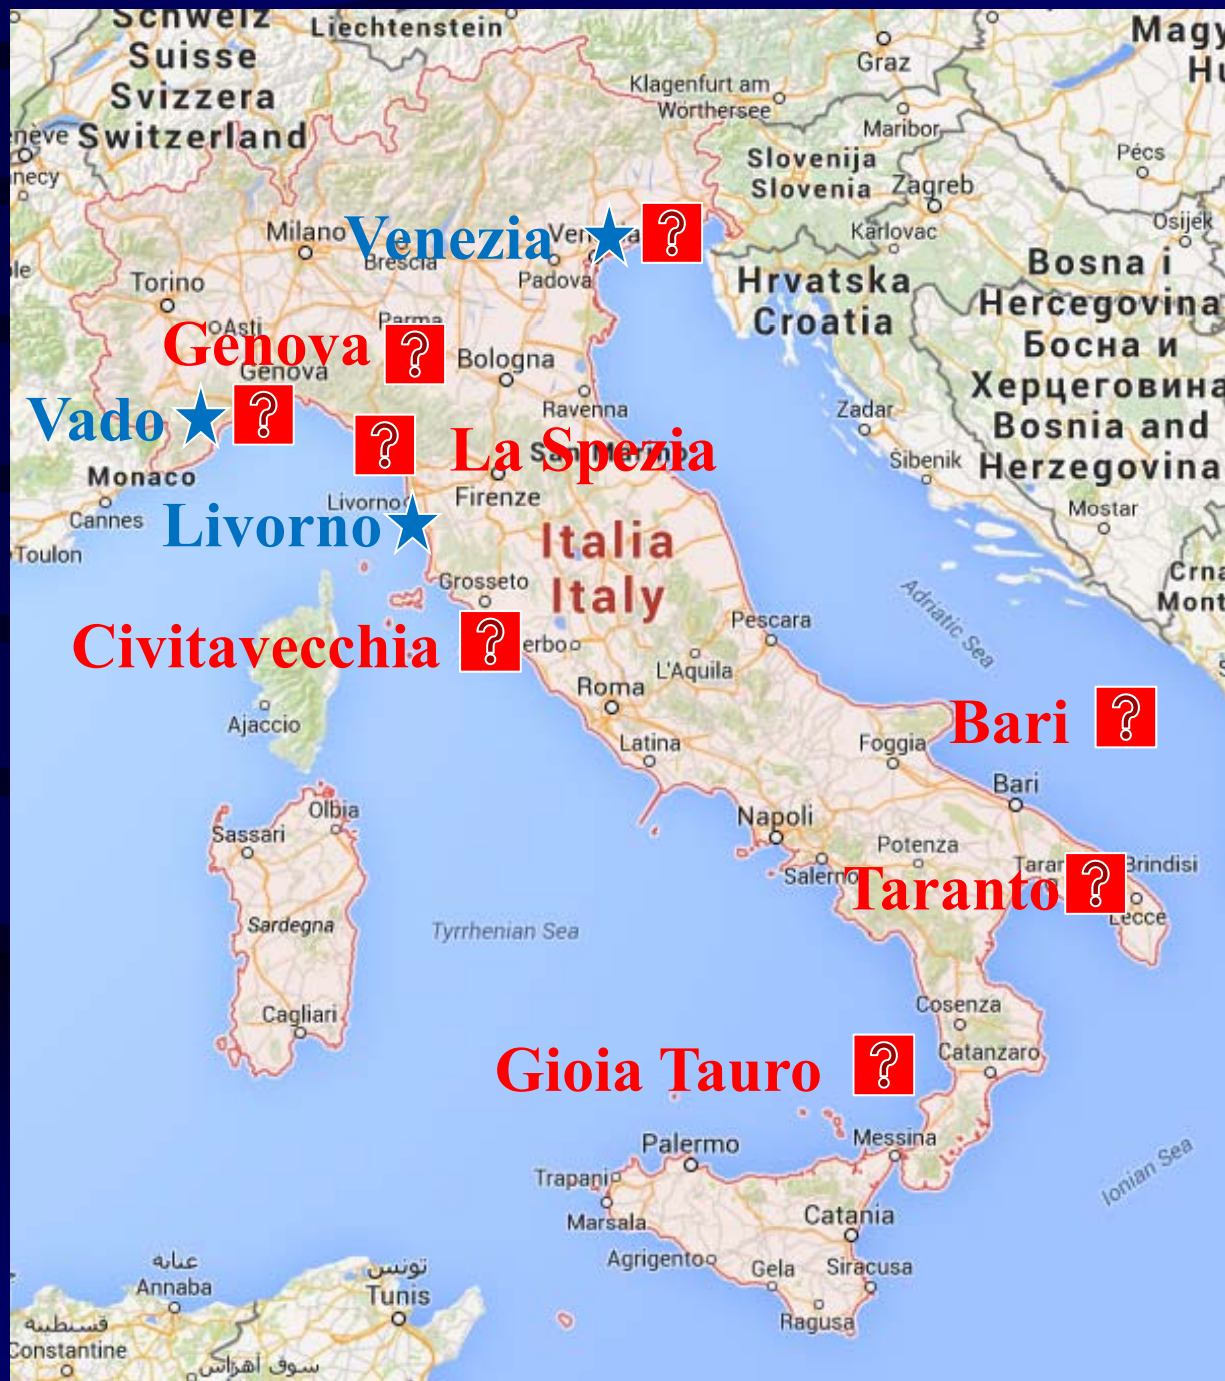 Schweiz
Suisse
Svizzera
Switzerland
Liechtenstein
Graz
Klagenfurt am
Wörthersee
Maribor
Pécs
Slovenija
Slovenia
Zagreb
Osijek
Karlovac
Milano
Venezia
Brescia
Padova
Torino
Asti
Parma
Genova
Genova
Bologna
Hrvatska
Croatia
Bosna i
Hercegovina
Босна и
Херцеговина
Bosnia and
Herzegovina
Vado
Ravenna
Zadar
La Spezia
San Marino
Šibenik
Monaco
Cannes
Toulon
Livorno
Livorno
Firenze
Mostar
Italia
Italy
Grosseto
Adriatic Sea
Pescara
Civitavecchia
erbo
L'Aquila
Roma
Ajaccio
Latina
Foggia
Bari
Bari
Olbia
Sassari
Napoli
Potenza
Salerno
Taranto
Brindisi
Lecce
Sardegna
Tyrrhenian Sea
Cagliari
Cosenza
Catanzaro
Gioia Tauro
Messina
Palermo
Ionian Sea
Trapani
Marsala
Catania
Agrigento
Gela
Siracusa
Ragusa
عنابة
Annaba
تونس
Tunis
قسنطينة
Constantine
سوق أهراس